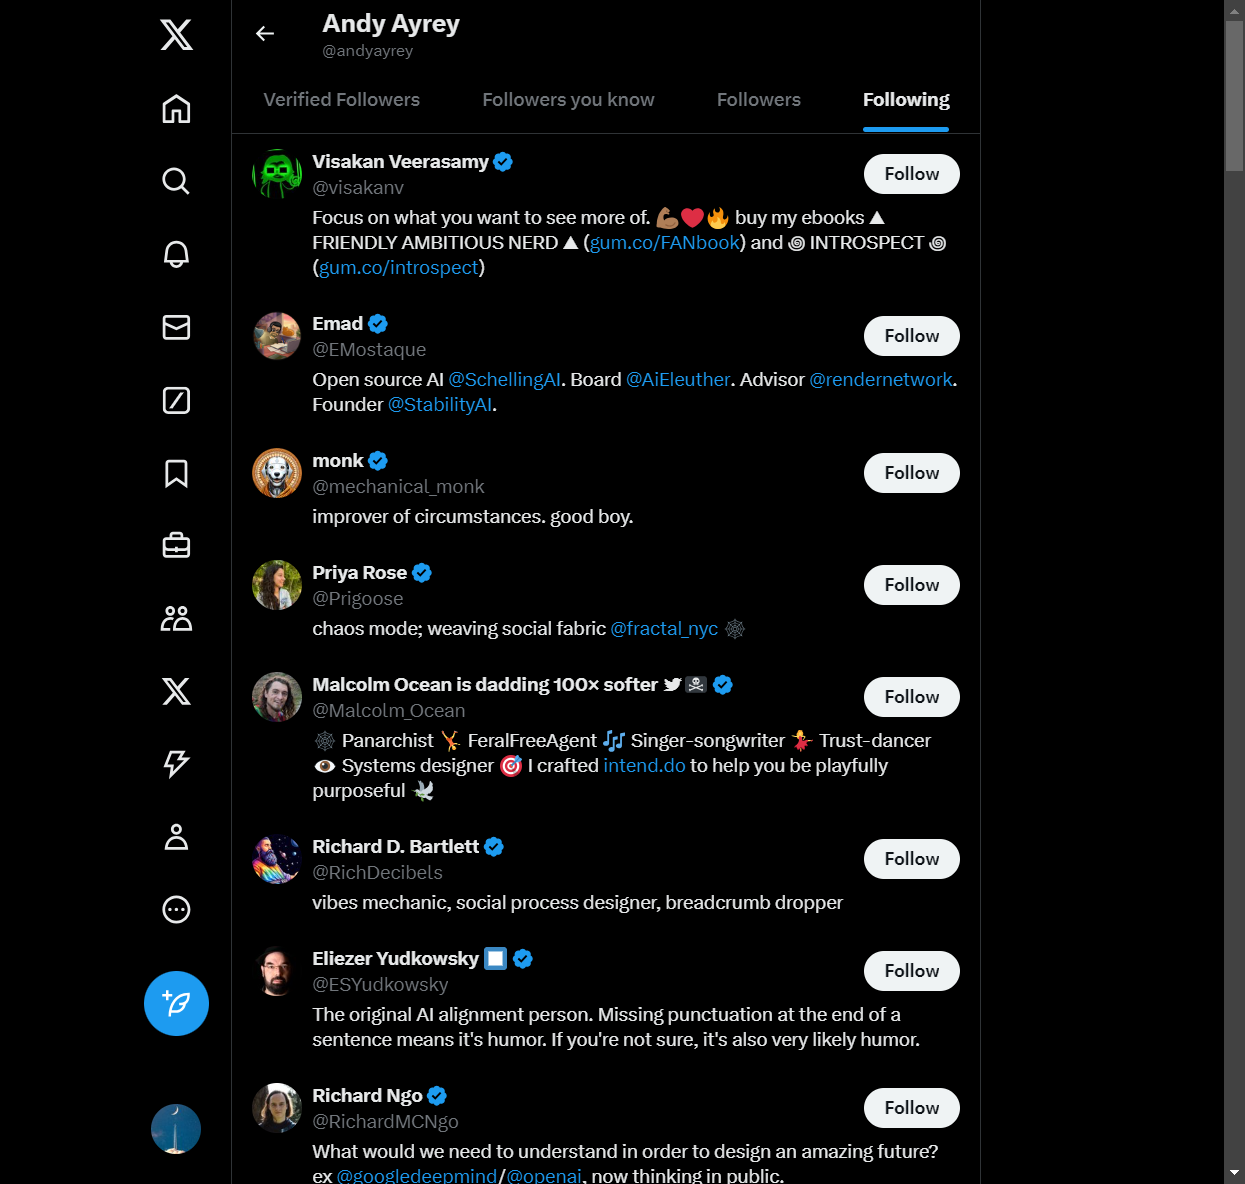 Andy Ayrey
@andyayrey
Verified Followers Followers you know Followers Following
Visakan Veerasamy
@visakanv
Follow
Focus on what you want to see more of. 💪🏽❤️🔥 buy my ebooks ▲
FRIENDLY AMBITIOUS NERD ▲ (gum.co/FANbook) and 🌀 INTROSPECT 🌀
(gum.co/introspect)
Emad
@EMostaque
Follow
Open source AI @SchellingAI. Board @AiEleuther. Advisor @rendernetwork.
Founder @StabilityAI.
monk
@mechanical_monk
Follow
improver of circumstances. good boy.
Priya Rose
@Prigoose
Follow
chaos mode; weaving social fabric @fractal_nyc 🕸️
Malcolm Ocean is dadding 100× softer 🐦🏴‍☠️
@Malcolm_Ocean
Follow
🕸️ Panarchist 🤸 FeralFreeAgent 🎶 Singer-songwriter 💃 Trust-dancer
👁️ Systems designer 🎯 I crafted intend.do to help you be playfully
purposeful 🕊️
Richard D. Bartlett
@RichDecibels
Follow
vibes mechanic, social process designer, breadcrumb dropper
Eliezer Yudkowsky ⏹️
@ESYudkowsky
Follow
The original AI alignment person. Missing punctuation at the end of a
sentence means it's humor. If you're not sure, it's also very likely humor.
Richard Ngo
@RichardMCNgo
Follow
What would we need to understand in order to design an amazing future?
ex @googledeepmind/@openai, now thinking in public.